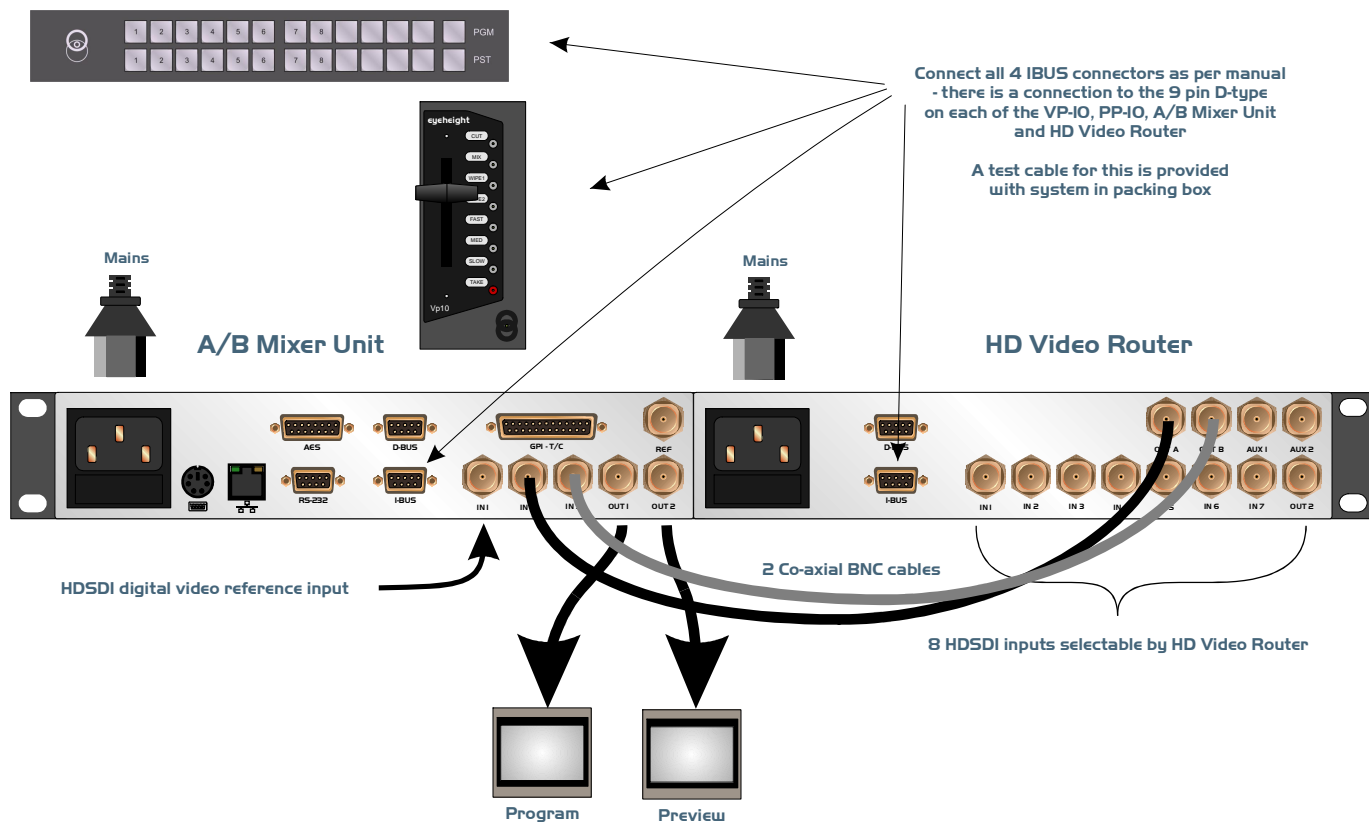 1 2 3 4 5 6 7 8 PGM
1 2 3 4 5 6 7 8 PST
Connect all 4 IBUS connectors as per manual
- there is a connection to the 9 pin D-type
on each of the VP-10, PP-10, A/B Mixer Unit
and HD Video Router
A test cable for this is provided
with system in packing box
eyeheight
CUT
MIX
WIPE1
FAST
MED
SLOW
TAKE
Vp10
Mains
Mains
A/B Mixer Unit
HD Video Router
AES
D-BUS
GPI - T/C
REF
RS-232
I-BUS
IN 1
OUT 1
OUT 2
I-BUS
AUX 1
AUX 2
IN 1
IN 2
IN 3
IN 6
IN 7
OUT 2
HDSDI digital video reference input
2 Co-axial BNC cables
8 HDSDI inputs selectable by HD Video Router
Program
Preview